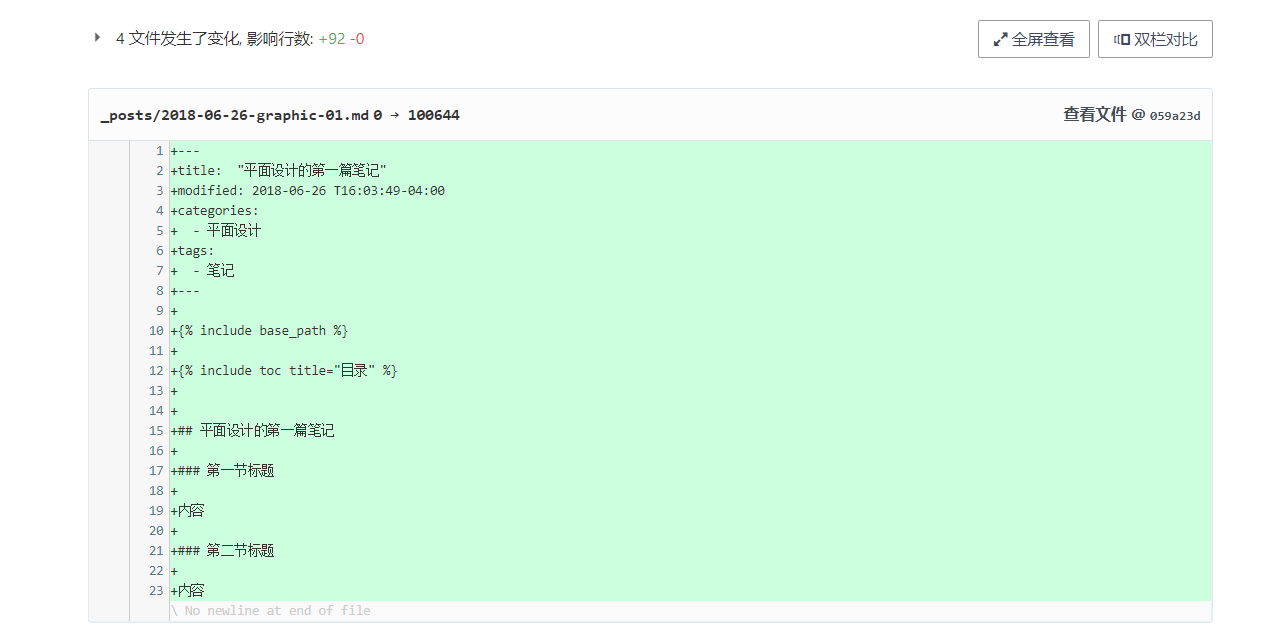 4 文件发生了变化, 影响行数: +92 -0
全屏查看
双栏对比
_posts/2018-06-26-graphic-01.md 0 → 100644
查看文件 @ 059a23d
1 +---
2 +title:  "平面设计的第一篇笔记"
3 +modified: 2018-06-26 T16:03:49-04:00
4 +categories:
5 +  - 平面设计
6 +tags:
7 +  - 笔记
8 +---
9 +
10 +{% include base_path %}
11 +
12 +{% include toc title="目录" %}
13 +
14 +
15 +## 平面设计的第一篇笔记
16 +
17 +### 第一节标题
18 +
19 +内容
20 +
21 +### 第二节标题
22 +
23 +内容
\ No newline at end of file